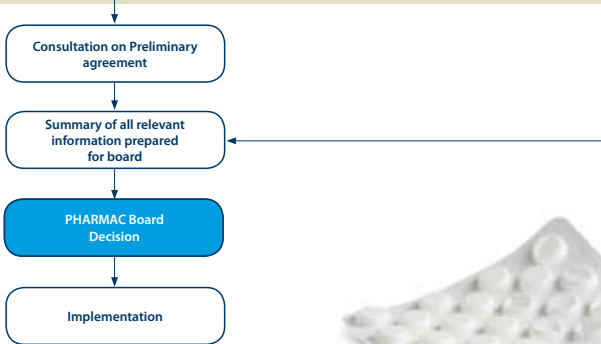 Consultation on Preliminary
agreement
Summary of all relevant
information prepared
for board
PHARMAC Board
Decision
Implementation